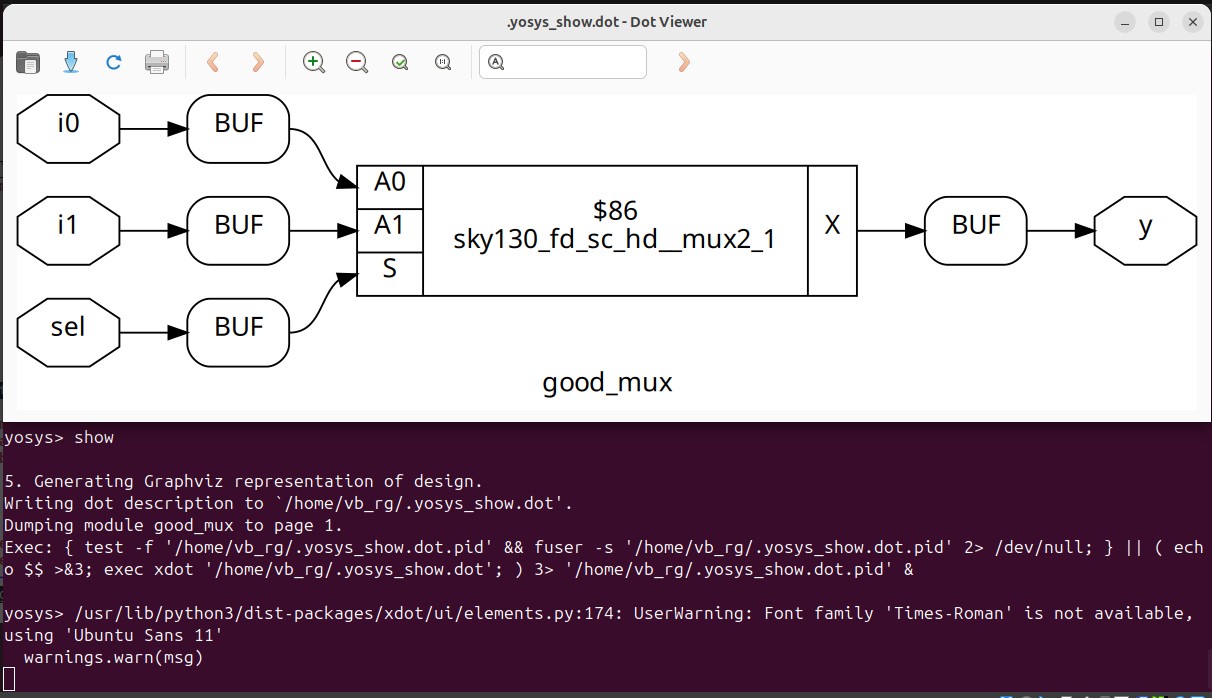 .yosys_show.dot - Dot Viewer
i0
BUF
i1
BUF
sel
BUF
A0
A1
S
$86
sky130_fd_sc_hd__mux2_1
X
BUF
y
good_mux
yosys> show
5. Generating Graphviz representation of design.
Writing dot description to `/home/vb_rg/.yosys_show.dot'.
Dumping module good_mux to page 1.
Exec: { test -f '/home/vb_rg/.yosys_show.dot.pid' && fuser -s '/home/vb_rg/.yosys_show.dot.pid' 2> /dev/null; } || ( ech
o $$ >&3; exec xdot '/home/vb_rg/.yosys_show.dot'; ) 3> '/home/vb_rg/.yosys_show.dot.pid' &
yosys> /usr/lib/python3/dist-packages/xdot/ui/elements.py:174: UserWarning: Font family 'Times-Roman' is not available,
using 'Ubuntu Sans 11'
  warnings.warn(msg)